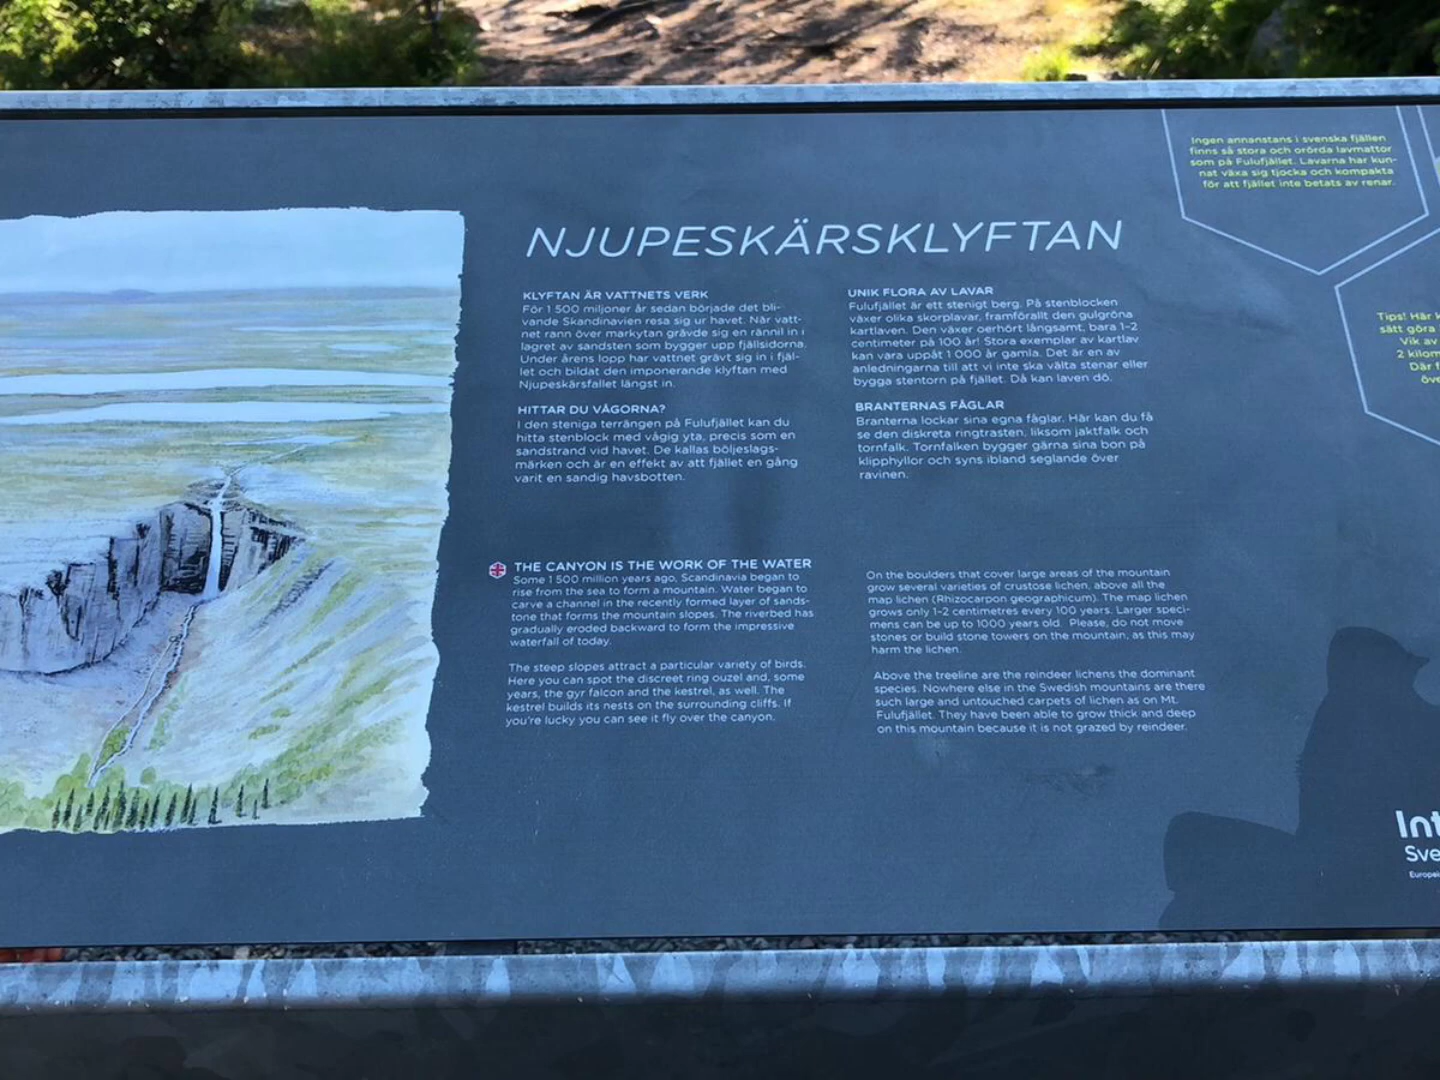 NJUPESKÄRSKLYFTAN
KLYFTAN ÄR VATTNETS VERK
För 1 500 miljoner år sedan började det bli-
vande Skandinavien resa sig ur havet. När vatt-
net rann över markytan grävde sig en rännil in i
lagret av sandsten som bygger upp fjällsidorna.
Under årens lopp har vattnet grävt sig in i fjäl-
let och bildat den imponerande klyftan med
Njupeskärsfallet längst in.
HITTAR DU VÅGORNA?
I den steniga terrängen på Fulufjället kan du
hitta stenblock med vågig yta, precis som en
sandstrand vid havet. De kallas böljeslags-
märken och är en effekt av att fjället en gång
varit en sandig havsbotten.
UNIK FLORA AV LAVAR
Fulufjället är ett stenigt berg. På stenblocken
växer olika skorplavar, framförallt den gulgröna
kartlaven. Den växer oerhört långsamt, bara 1–2
centimeter på 100 år! Stora exemplar av kartlav
kan vara uppåt 1 000 år gamla. Det är en av
anledningarna till att vi inte ska välta stenar eller
bygga stentorn på fjället. Då kan laven dö.
BRANTERNAS FÅGLAR
Branterna lockar sina egna fåglar. Här kan du få
se den diskreta ringtrasten, liksom jaktfalk och
tornfalk. Tornfalken bygger gärna sina bon på
klipphyllor och syns ibland seglande över
ravinen.
THE CANYON IS THE WORK OF THE WATER
Some 1 500 million years ago, Scandinavia began to
rise from the sea to form a mountain. Water began to
carve a channel in the recently formed layer of sands-
tone that forms the mountain slopes. The riverbed has
gradually eroded backward to form the impressive
waterfall of today.
The steep slopes attract a particular variety of birds.
Here you can spot the discreet ring ouzel and, some
years, the gyr falcon and the kestrel, as well. The
kestrel builds its nests on the surrounding cliffs. If
you're lucky you can see it fly over the canyon.
On the boulders that cover large areas of the mountain
grow several varieties of crustose lichen, above all the
map lichen (Rhizocarpon geographicum). The map lichen
grows only 1–2 centimetres every 100 years. Larger speci-
mens can be up to 1000 years old. Please, do not move
stones or build stone towers on the mountain, as this may
harm the lichen.
Above the treeline are the reindeer lichens the dominant
species. Nowhere else in the Swedish mountains are there
such large and untouched carpets of lichen as on Mt.
Fulufjället. They have been able to grow thick and deep
on this mountain because it is not grazed by reindeer.
Ingen annanstans i svenska fjällen
finns så stora och orörda lavmattor
som på Fulufjället. Lavarna har kun-
nat växa sig tjocka och kompakta
för att fjället inte betats av renar.
Tips! Här k
sätt göra
Vik av
2 kilom
Där f
öve
Int
Sve
Europei